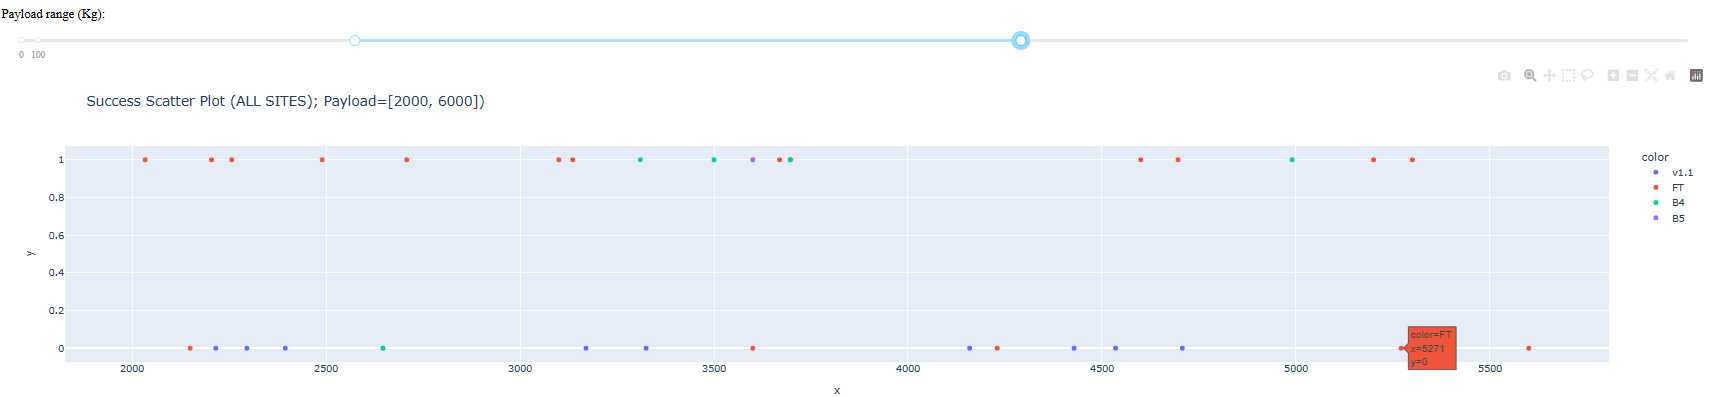 Payload range (Kg):
0 100
Success Scatter Plot (ALL SITES); Payload=[2000, 6000])
1
0.8
0.6
0.4
0.2
0
y
2000 2500 3000 3500 4000 4500 5000 5500
x
color=FT
x=5271
y=0
color
v1.1
FT
B4
B5